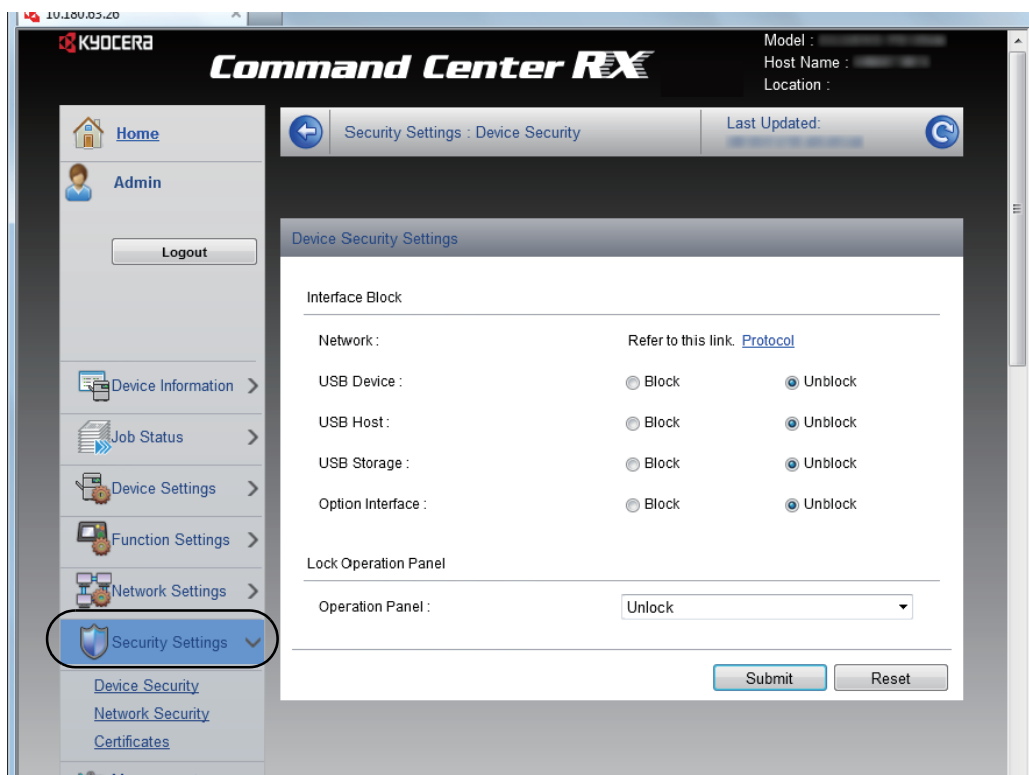 10.180.63.26
KYOCERA
Command Center RX
Model :
Host Name :
Location :
Home
Security Settings : Device Security
Last Updated:
Admin
Logout
Device Security Settings
Interface Block
Network :
Refer to this link. Protocol
USB Device :
Block
Unblock
USB Host :
Block
Unblock
USB Storage :
Block
Unblock
Option Interface :
Block
Unblock
Lock Operation Panel
Operation Panel :
Unlock
Submit
Reset
Device Information
Job Status
Device Settings
Function Settings
Network Settings
Security Settings
Device Security
Network Security
Certificates